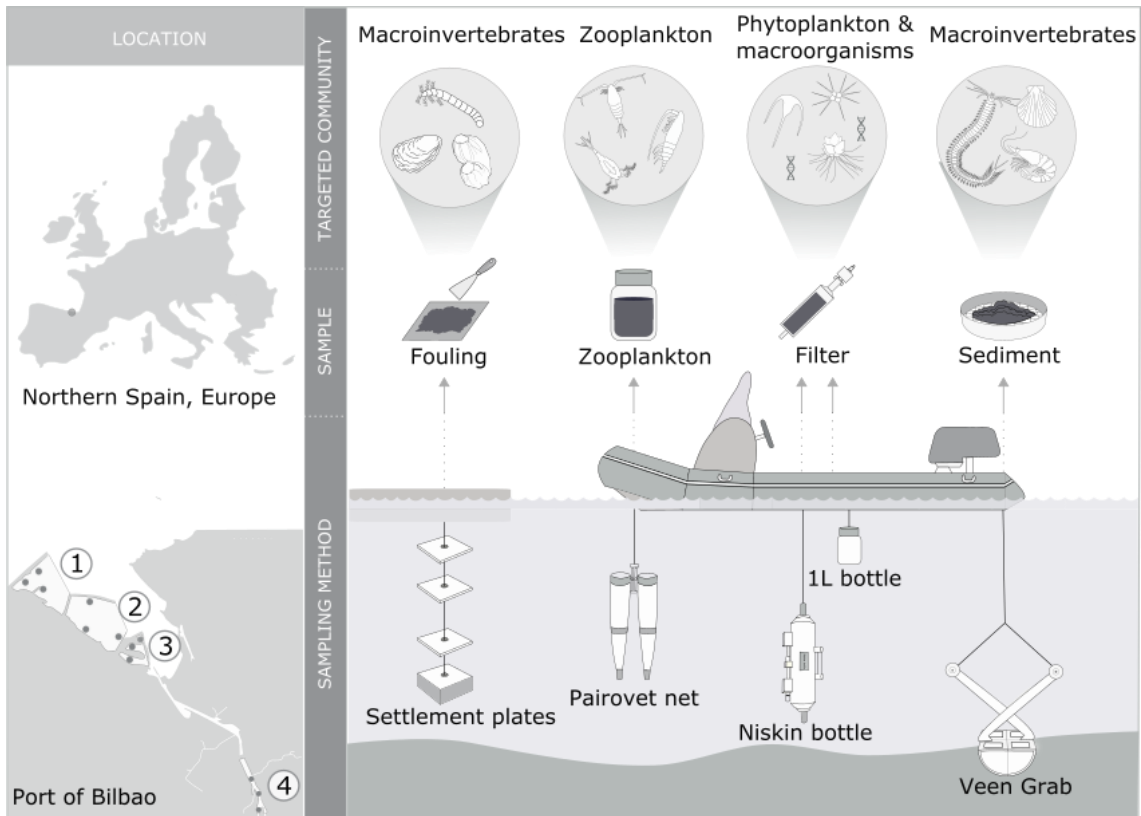 LOCATION
Northern Spain, Europe
1
2
3
4
Port of Bilbao
TARGETED COMMUNITY
SAMPLE
SAMPLING METHOD
Macroinvertebrates
Zooplankton
Phytoplankton &
macroorganisms
Macroinvertebrates
Fouling
Zooplankton
Filter
Sediment
Settlement plates
Pairovet net
1L bottle
Niskin bottle
Veen Grab